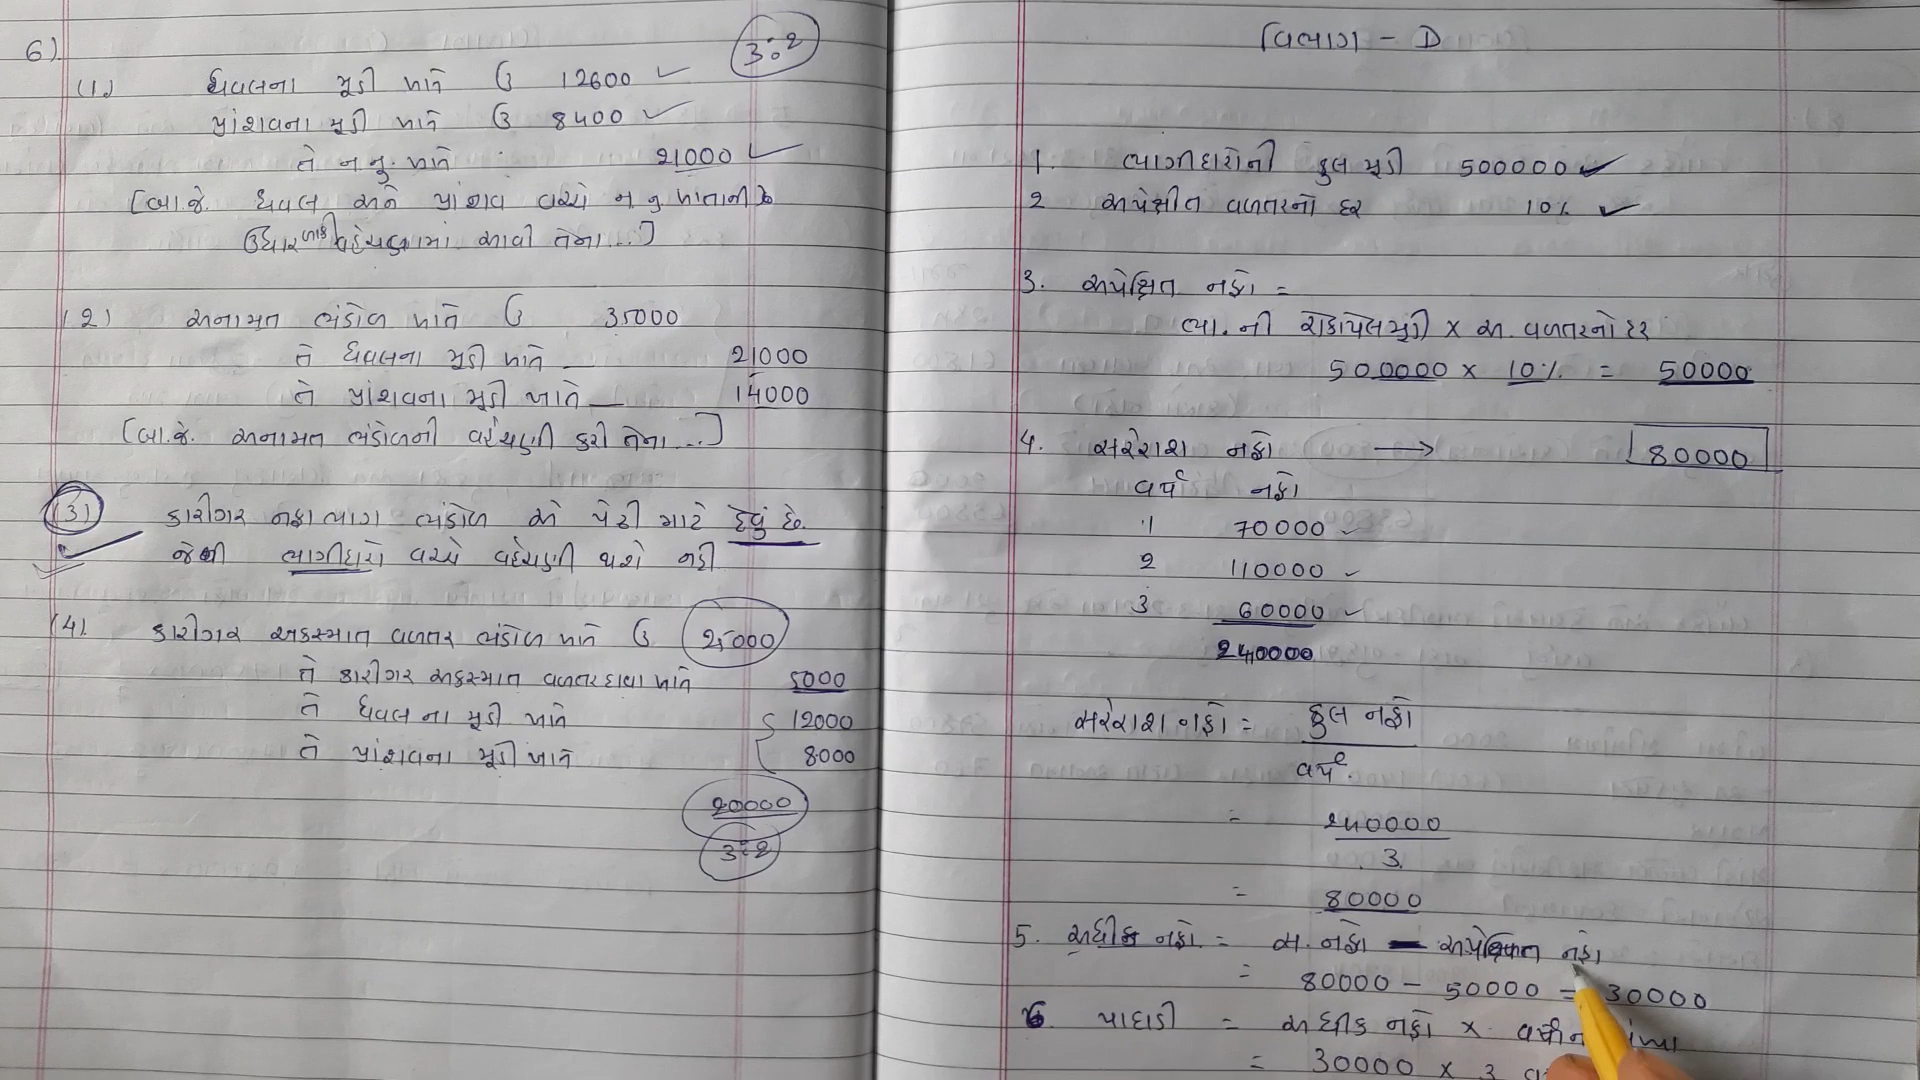 6)
3:2
(1) ધવલના મૂડી ખાતે ઉ 12600 ✓
પ્રાંશવના મૂડી ખાતે ઉ 8400 ✓
તે ન.નુ. ખાતે 21000 ✓
[બા.જે. ધવલ અને પ્રાંશવ વચ્ચે ન.નુ ખાતાની
ઉધારબાકી વહેંચણીમાં આવી તેના...]
(2) અનામત ભંડોળ ખાતે ઉ 35000
તે ધવલના મૂડી ખાતે — 21000
તે પ્રાંશવના મૂડી ખાતે — 14000
[બા.જે. અનામત ભંડોળની વહેંચણી કરી તેના...]
(3) કારીગર નફા ભાગ ભંડોળ એ પેઢી માટે દેવું છે.
જેથી ભાગીદારો વચ્ચે વહેંચણી થશે નહી
(4) કારીગર અકસ્માત વળતર ભંડોળ ખાતે ઉ 25000
તે કારીગર અકસ્માત વળતર દાવા ખાતે 5000
તે ધવલ ના મૂડી ખાતે 12000
તે પ્રાંશવના મૂડી ખાતે 8000
20000
3:2
વિભાગ - D
1. ભાગીદારોની કુલ મૂડી 500000 ✓
2 અપેક્ષીત વળતરનો દર 10% ✓
3. અપેક્ષિત નફો =
ભા.ની રોકાયેલ મૂડી × અ. વળતરનો દર
500000 × 10% = 50000
4. સરેરાશ નફો → 80000
વર્ષ નફો
1 70000 ✓
2 110000 ✓
3 60000 ✓
240000
સરેરાશ નફો = કુલ નફો
વર્ષ
= 240000
3
= 80000
5. અધીક નફો = સ. નફો — અપેક્ષિત નફો
= 80000 - 50000 = 30000
6 પાઘડી = અધીક નફો ×
= 30000 × 3